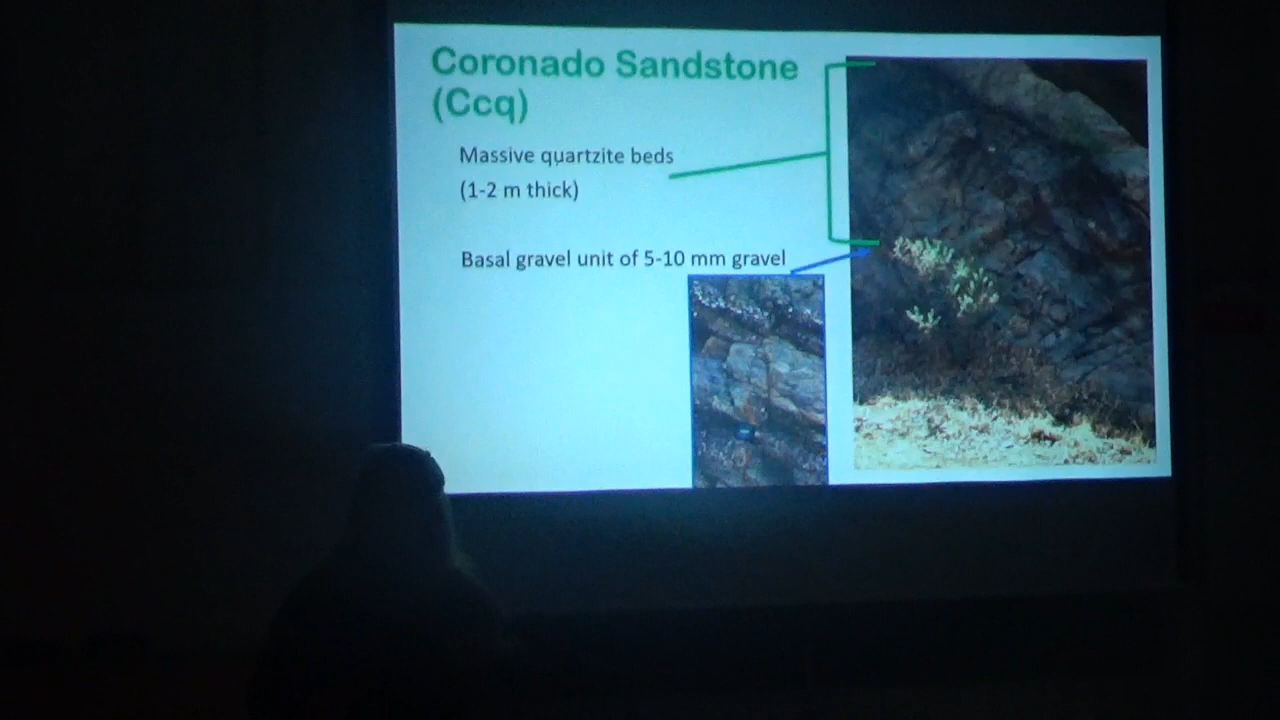 Coronado Sandstone
(Ccq)
Massive quartzite beds
(1-2 m thick)
Basal gravel unit of 5-10 mm gravel